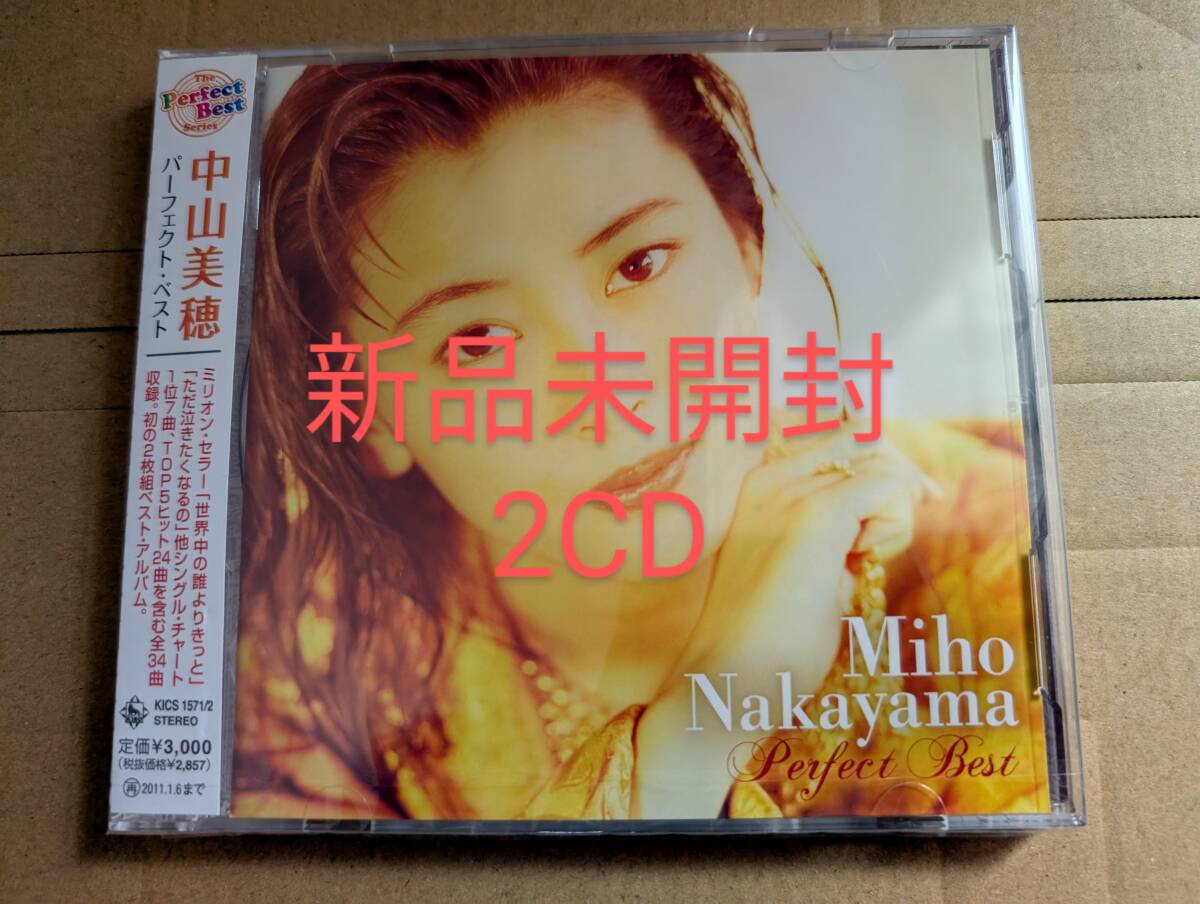 The
Perfect
Best
Series
中山美穂
パーフェクト・ベスト
ミリオン・セラー「世界中の誰よりきっと」
「ただ泣きたくなるの」他シングル・チャート
1位7曲、TOP5ヒット24曲を含む全34曲
収録。初の2枚組ベスト・アルバム。
KICS 1571/2
STEREO
定価¥3,000
(税抜価格¥2,857)
再 2011.1.6まで
新品未開封
2CD
Miho
Nakayama
Perfect Best